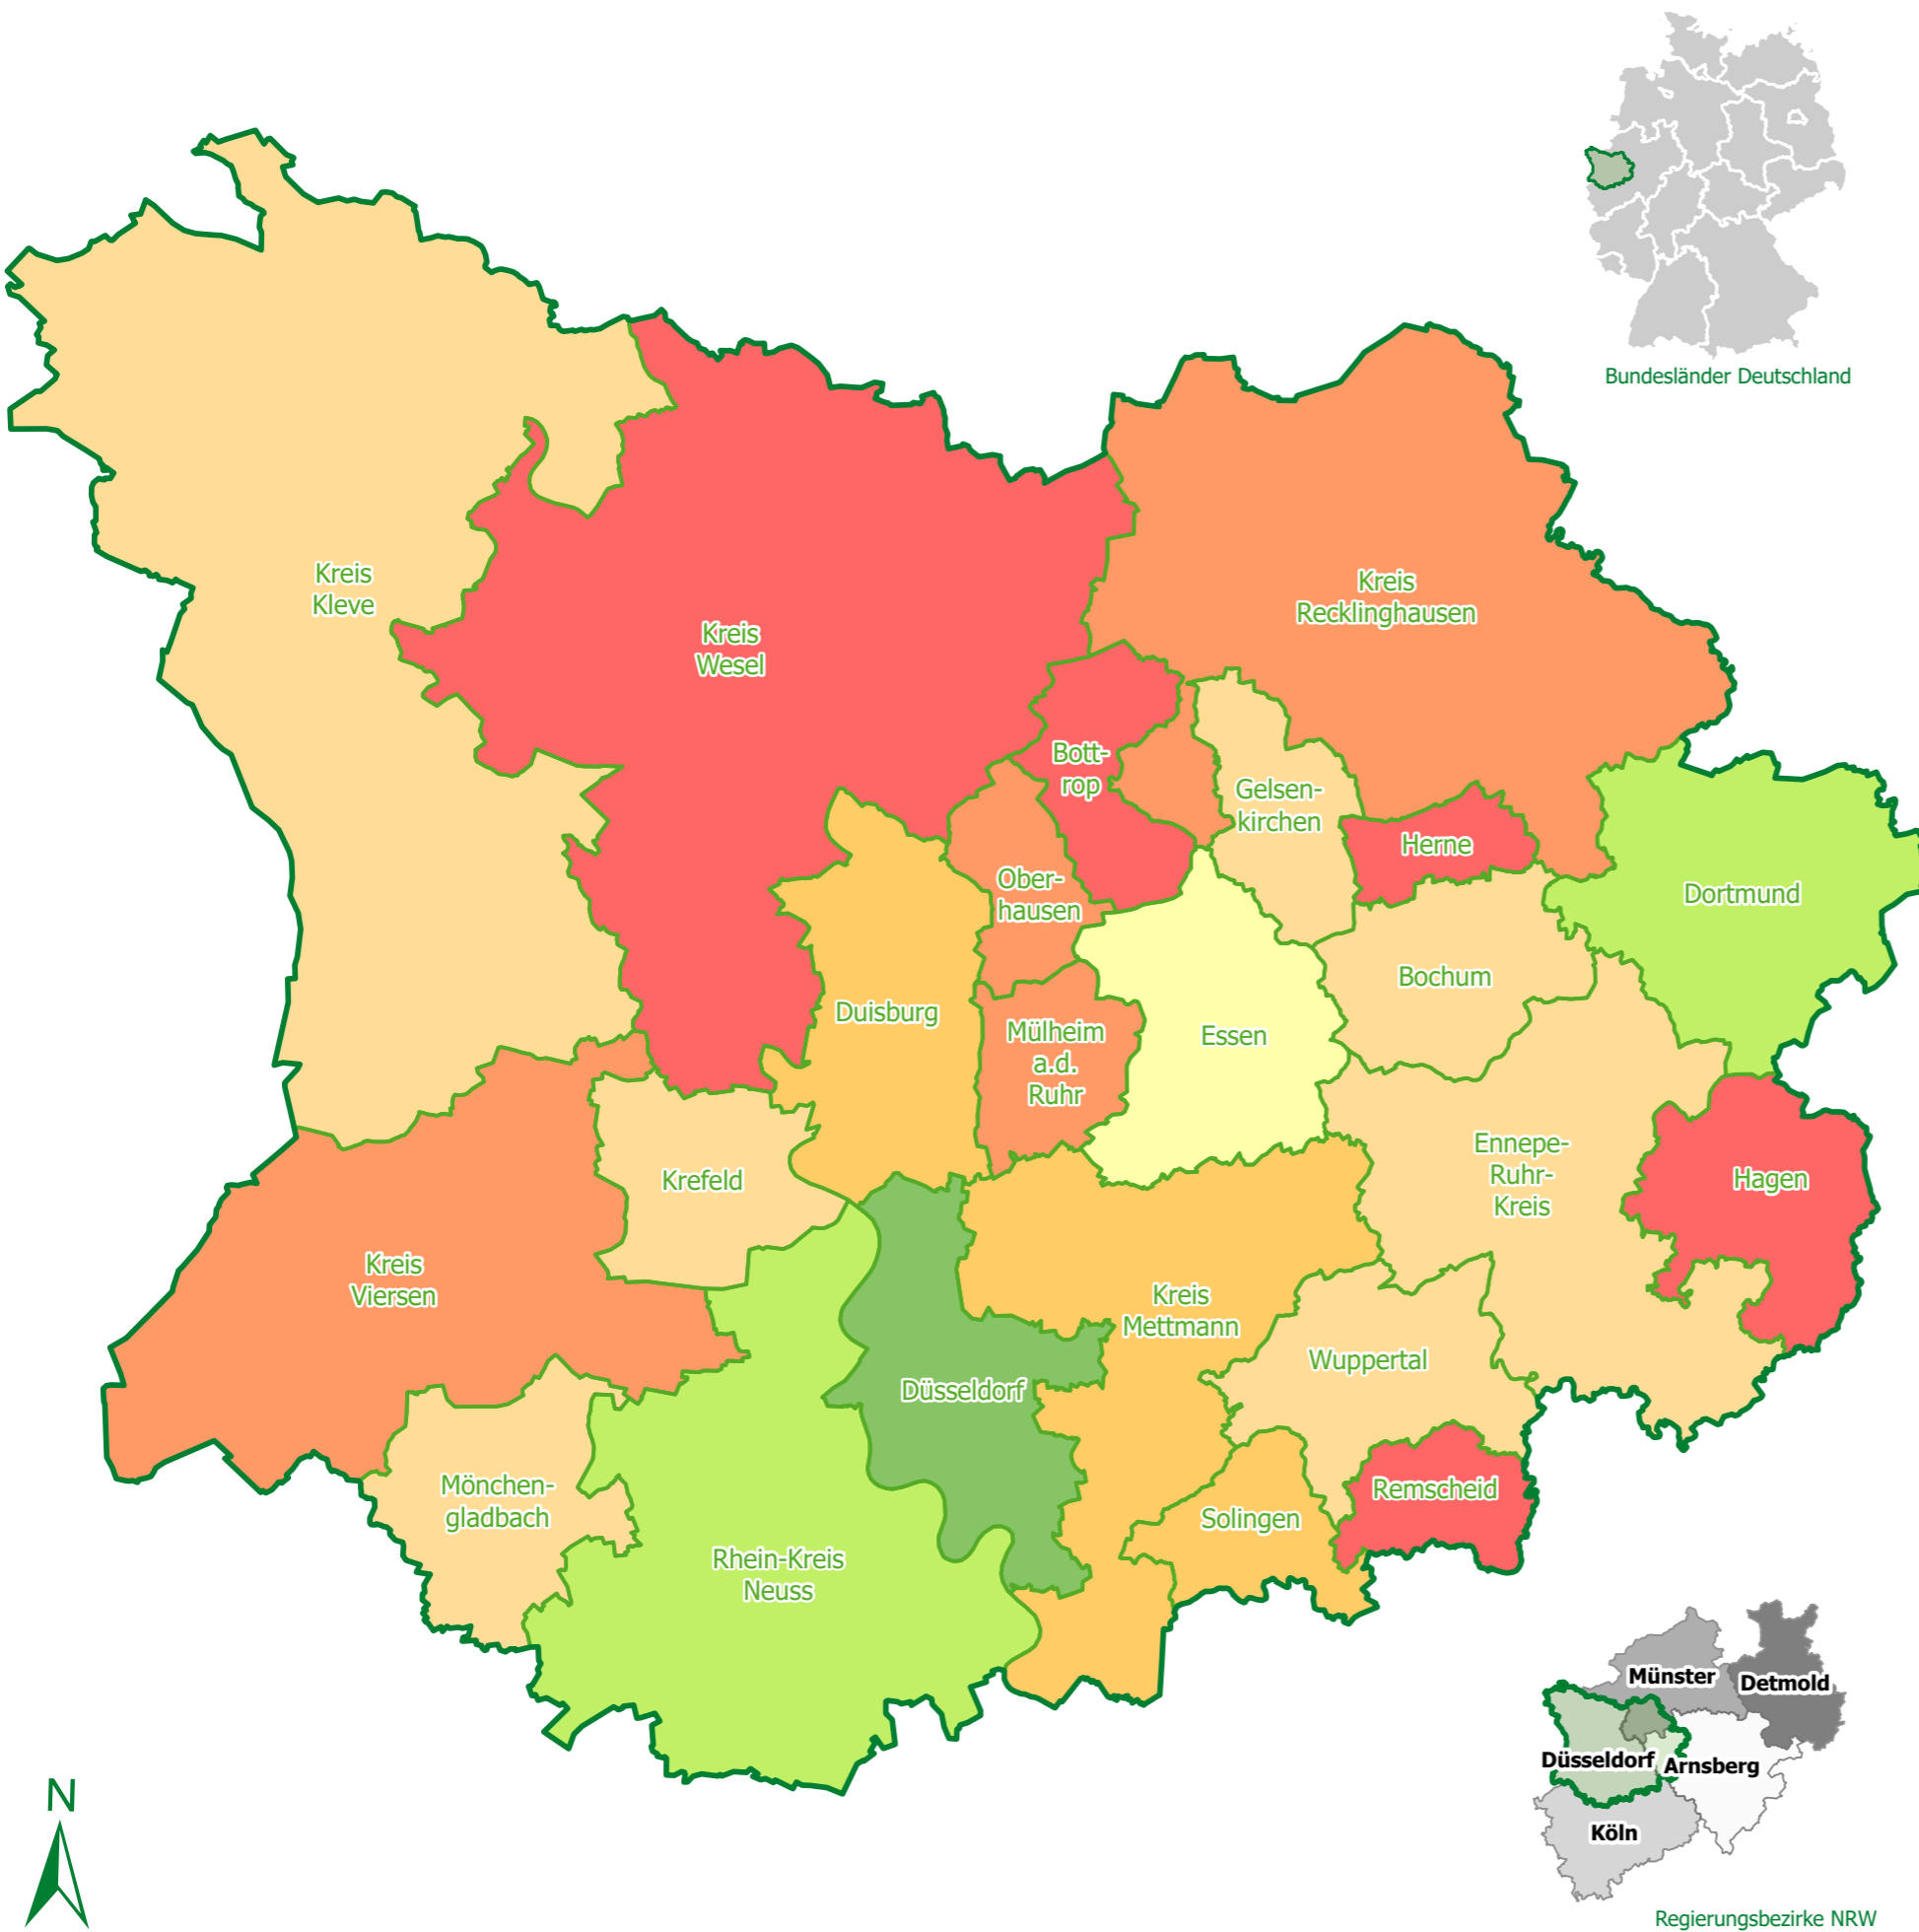 Bundesländer Deutschland
Kreis
Kleve
Kreis
Recklinghausen
Kreis
Wesel
Bott-
rop
Gelsen-
kirchen
Herne
Ober-
hausen
Dortmund
Bochum
Duisburg
Mülheim
a.d.
Ruhr
Essen
Ennepe-
Ruhr-
Kreis
Krefeld
Hagen
Kreis
Viersen
Kreis
Mettmann
Wuppertal
Düsseldorf
Mönchen-
gladbach
Remscheid
Solingen
Rhein-Kreis
Neuss
Münster
Detmold
Düsseldorf
Arnsberg
Köln
N
Regierungsbezirke NRW